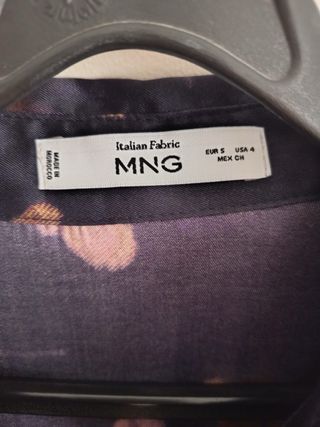 MADE IN
MOROCCO
Italian Fabric
MNG
EUR S USA 4
MEX CH